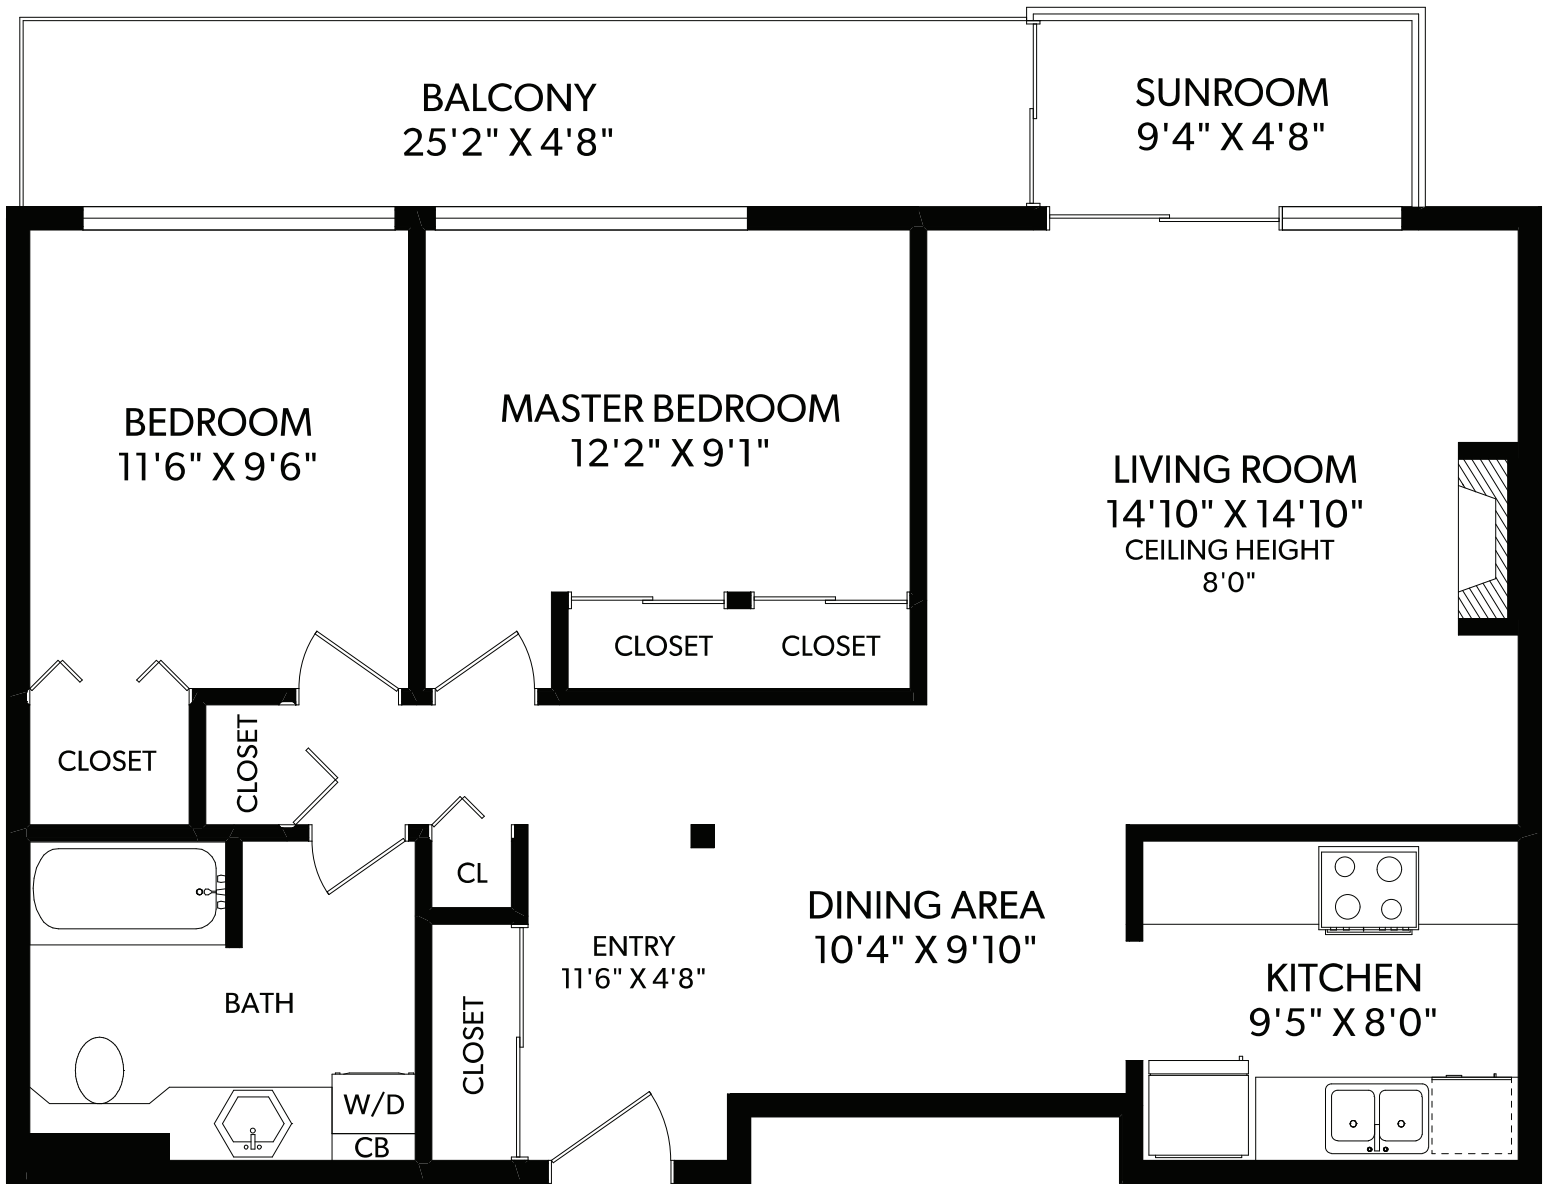 BALCONY
25'2" X 4'8"
SUNROOM
9'4" X 4'8"
BEDROOM
11'6" X 9'6"
MASTER BEDROOM
12'2" X 9'1"
LIVING ROOM
14'10" X 14'10"
CEILING HEIGHT
8'0"
CLOSET
CLOSET
CLOSET
CLOSET
CL
DINING AREA
10'4" X 9'10"
ENTRY
11'6" X 4'8"
KITCHEN
9'5" X 8'0"
BATH
CLOSET
W/D
CB